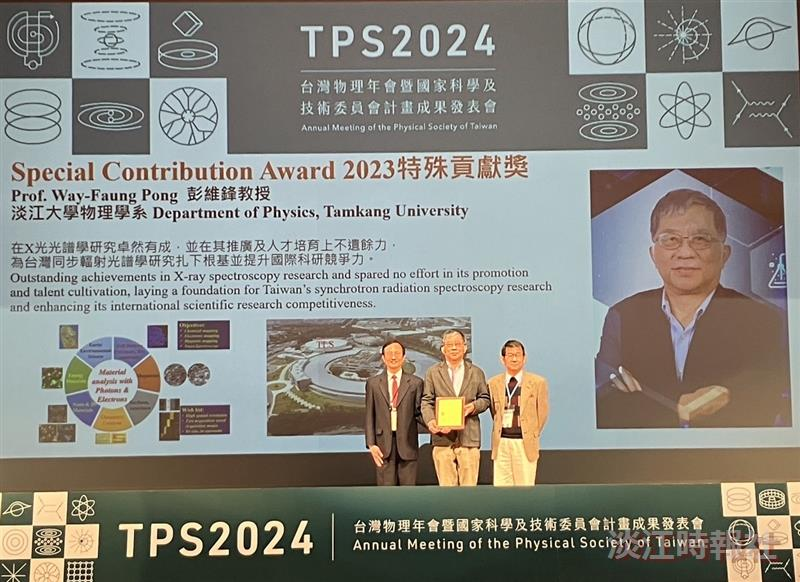 TPS2024
台灣物理年會暨國家科學及
技術委員會計畫成果發表會
Annual Meeting of the Physical Society of Taiwan
Special Contribution Award 2023特殊貢獻獎
Prof. Way-Faung Pong 彭維鋒教授
淡江大學物理學系 Department of Physics, Tamkang University
在X光光譜學研究卓然有成，並在其推廣及人才培育上不遺餘力，
為台灣同步輻射光譜學研究扎下根基並提升國際科研競爭力。
Outstanding achievements in X-ray spectroscopy research and spared no effort in its promotion
and talent cultivation, laying a foundation for Taiwan's synchrotron radiation spectroscopy research
and enhancing its international scientific research competitiveness.
Material
analysis with
Photons &
Electrons
Objectives:
Wish list:
TLS
TPS2024
台灣物理年會暨國家科學及技術委員會計畫成果發表會
Annual Meeting of the Physical Society of Taiwan
淡江時報社